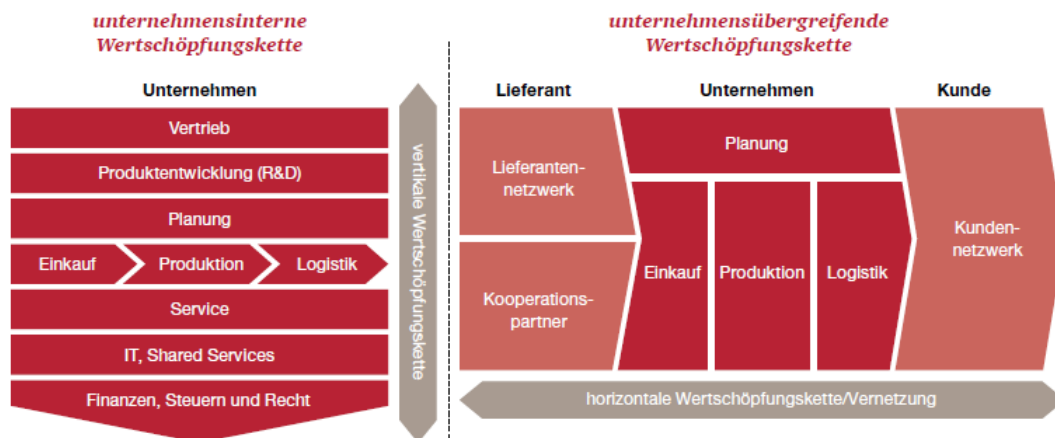 unternehmensinterne
Wertschöpfungskette
Unternehmen
Vertrieb
Produktentwicklung (R&D)
Planung
Einkauf
Produktion
Logistik
Service
IT, Shared Services
Finanzen, Steuern und Recht
vertikale Wertschöpfungskette
unternehmensübergreifende
Wertschöpfungskette
Lieferant
Unternehmen
Kunde
Lieferanten-
netzwerk
Kooperations-
partner
Planung
Einkauf
Produktion
Logistik
Kunden-
netzwerk
horizontale Wertschöpfungskette/Vernetzung